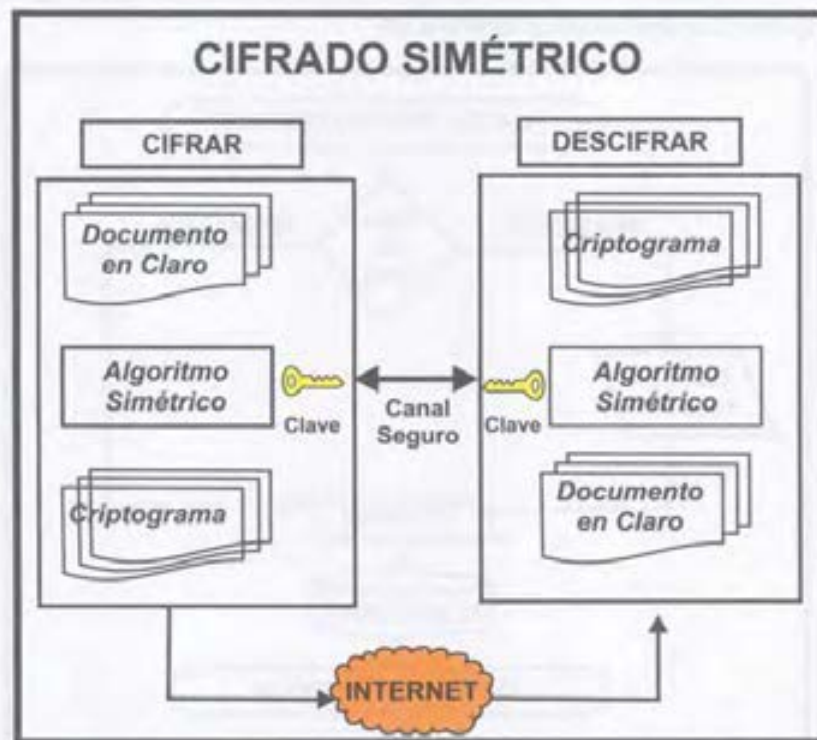 CIFRADO SIMÉTRICO
CIFRAR
Documento
en Claro
Algoritmo
Simétrico
Clave
Criptograma
Canal
Seguro
DESCIFRAR
Criptograma
Clave
Algoritmo
Simétrico
Documento
en Claro
INTERNET